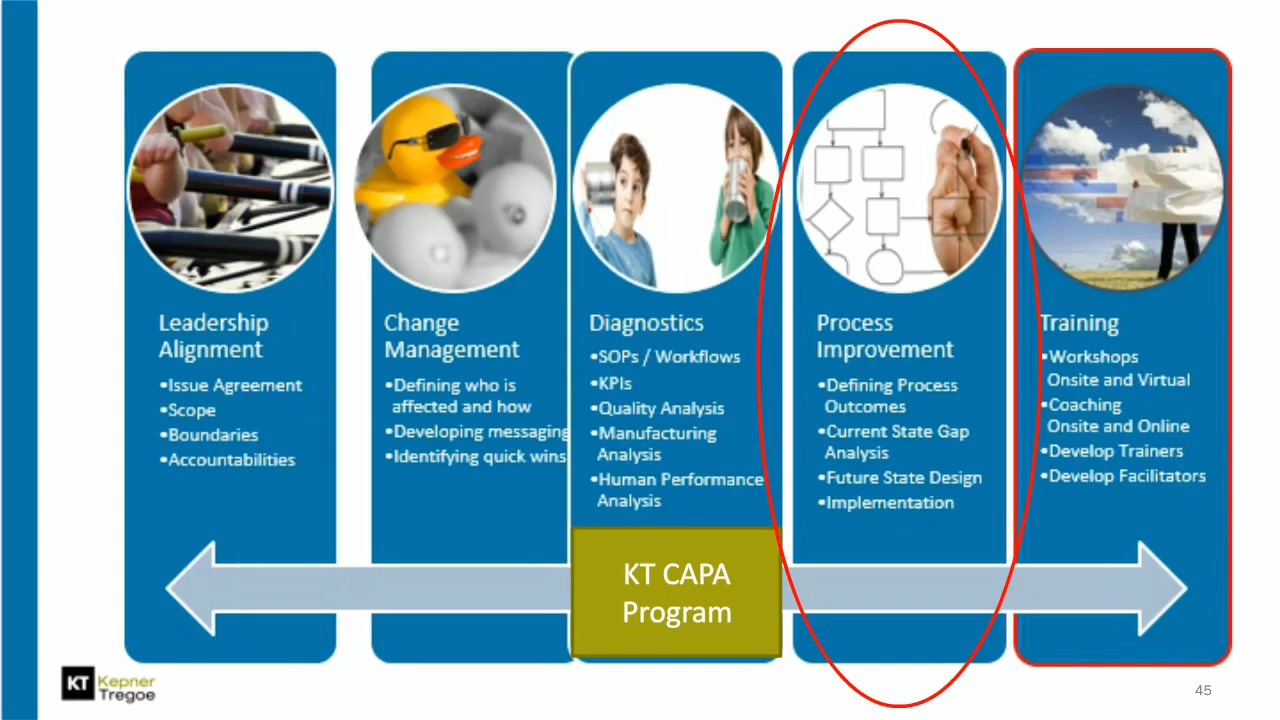 Leadership
Alignment
•Issue Agreement
•Scope
•Boundaries
•Accountabilities
Change
Management
•Defining who is
affected and how
•Developing messaging
•Identifying quick wins
Diagnostics
•SOPs / Workflows
•KPIs
•Quality Analysis
•Manufacturing
Analysis
•Human Performance
Analysis
Process
Improvement
•Defining Process
Outcomes
•Current State Gap
Analysis
•Future State Design
•Implementation
Training
•Workshops
Onsite and Virtual
•Coaching
Onsite and Online
•Develop Trainers
•Develop Facilitators
KT CAPA
Program
KT Kepner
Tregoe
45